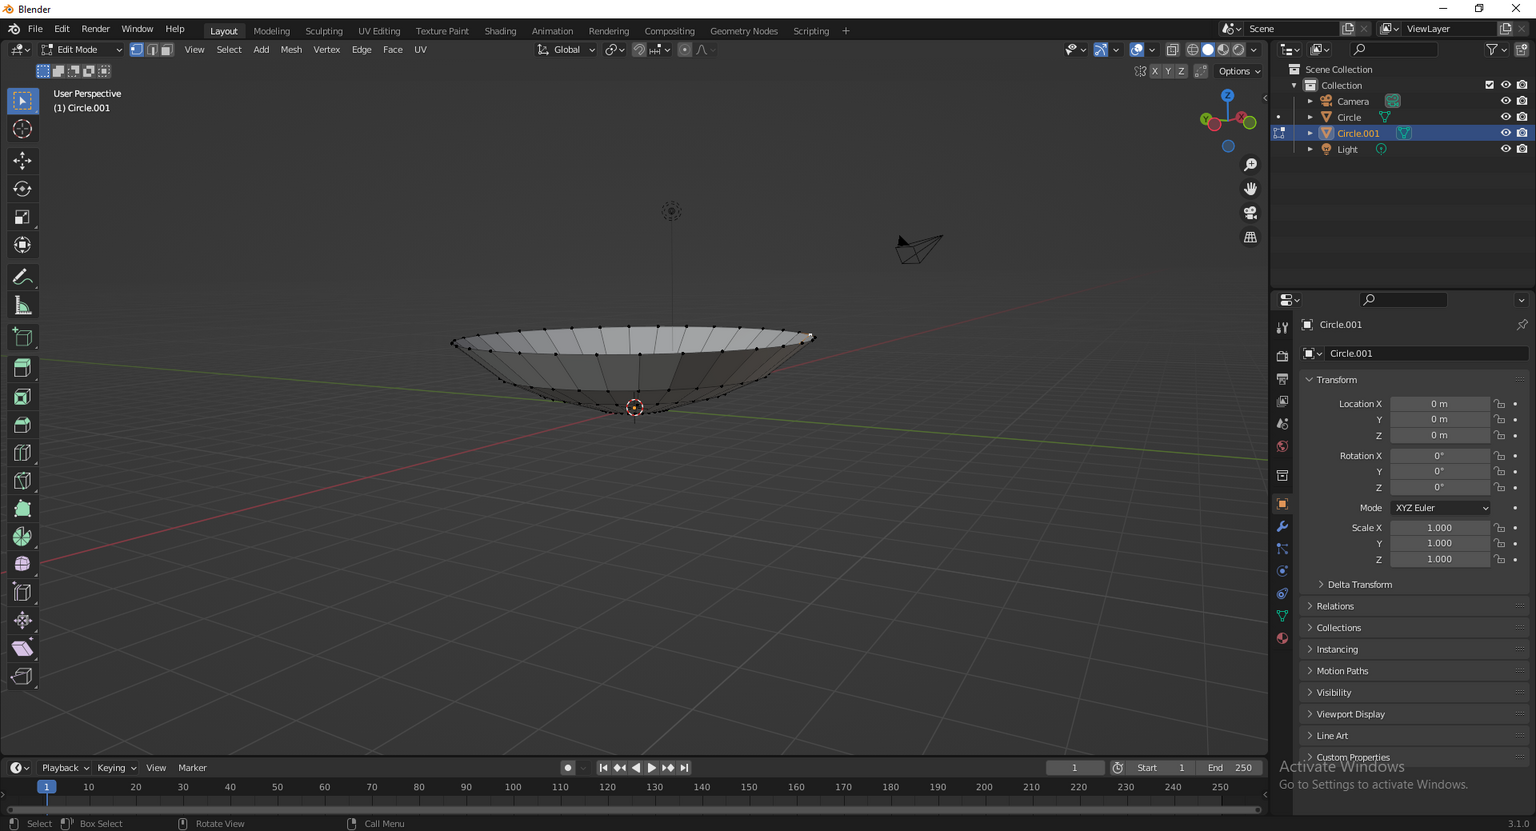 Blender
File Edit Render Window Help Layout Modeling Sculpting UV Editing Texture Paint Shading Animation Rendering Compositing Geometry Nodes Scripting + Scene ViewLayer
Edit Mode View Select Add Mesh Vertex Edge Face UV Global
X Y Z Options
User Perspective
(1) Circle.001
Z
Y X
Scene Collection
Collection
Camera
Circle
Circle.001
Light
Circle.001
Circle.001
Transform
Location X 0 m
Y 0 m
Z 0 m
Rotation X 0°
Y 0°
Z 0°
Mode XYZ Euler
Scale X 1.000
Y 1.000
Z 1.000
Delta Transform
Relations
Collections
Instancing
Motion Paths
Visibility
Viewport Display
Line Art
Custom Properties
Activate Windows
Go to Settings to activate Windows.
Playback Keying View Marker 1 Start 1 End 250
1 10 20 30 40 50 60 70 80 90 100 110 120 130 140 150 160 170 180 190 200 210 220 230 240 250
Select Box Select Rotate View Call Menu 3.1.0